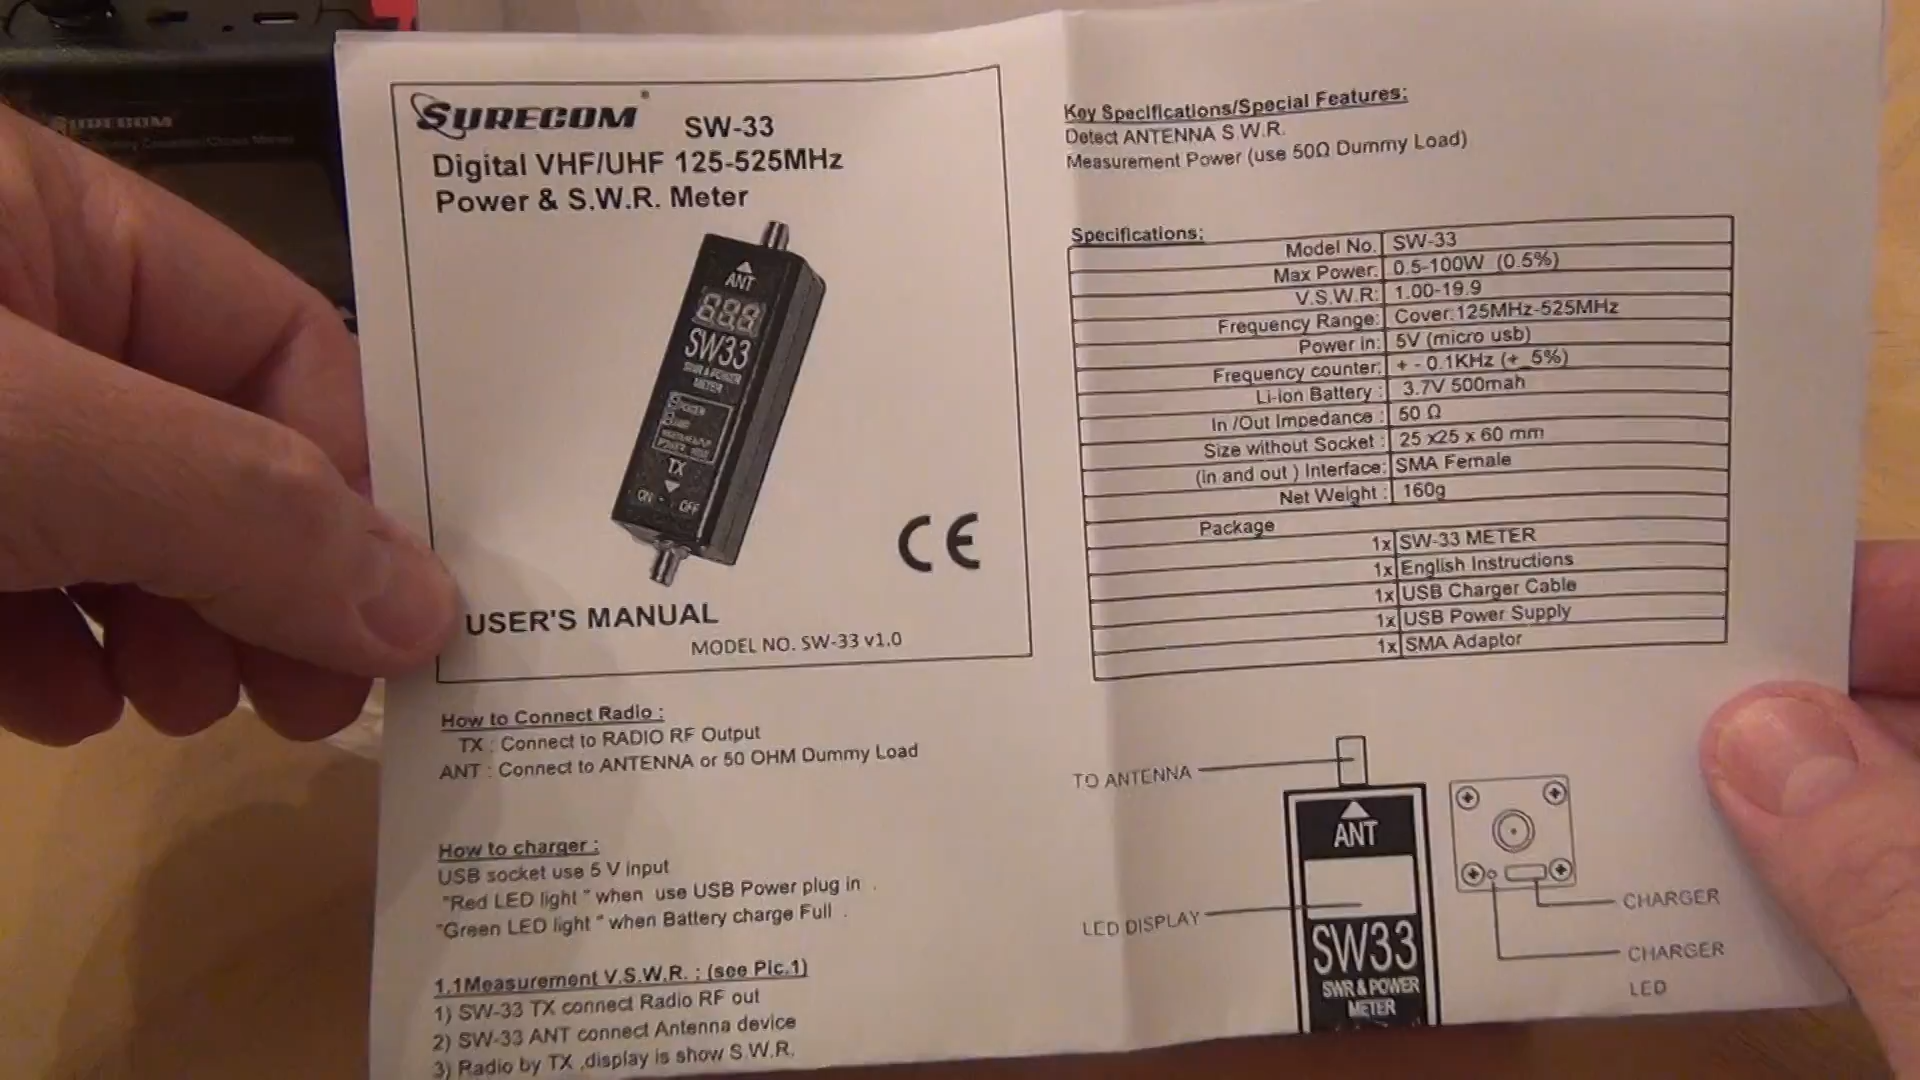 SURECOM
SURECOM
SW-33
Digital VHF/UHF 125-525MHz
Power & S.W.R. Meter
ANT
8.8.8
SW33
SWR & POWER
METER
POWER
TX
ON - OFF
CE
USER'S MANUAL
MODEL NO. SW-33 v1.0
How to Connect Radio :
TX : Connect to RADIO RF Output
ANT : Connect to ANTENNA or 50 OHM Dummy Load
How to charger :
USB socket use 5 V input
"Red LED light " when use USB Power plug in .
"Green LED light " when Battery charge Full .
1.1Measurement V.S.W.R. : (see Pic.1)
1) SW-33 TX connect Radio RF out
2) SW-33 ANT connect Antenna device
3) Radio by TX ,display is show S.W.R.
Key Specifications/Special Features:
Detect ANTENNA S.W.R.
Measurement Power (use 50Ω Dummy Load)
Specifications:
Model No. SW-33
Max Power: 0.5-100W (0.5%)
V.S.W.R: 1.00-19.9
Frequency Range: Cover.125MHz-525MHz
Power in: 5V (micro usb)
Frequency counter: + - 0.1KHz (+_5%)
Li-ion Battery : 3.7V 500mah
In /Out Impedance : 50 Ω
Size without Socket : 25 x25 x 60 mm
(in and out ) Interface: SMA Female
Net Weight : 160g
Package
1x SW-33 METER
1x English Instructions
1x USB Charger Cable
1x USB Power Supply
1x SMA Adaptor
TO ANTENNA
ANT
LED DISPLAY
SW33
SWR & POWER
METER
CHARGER
CHARGER
LED